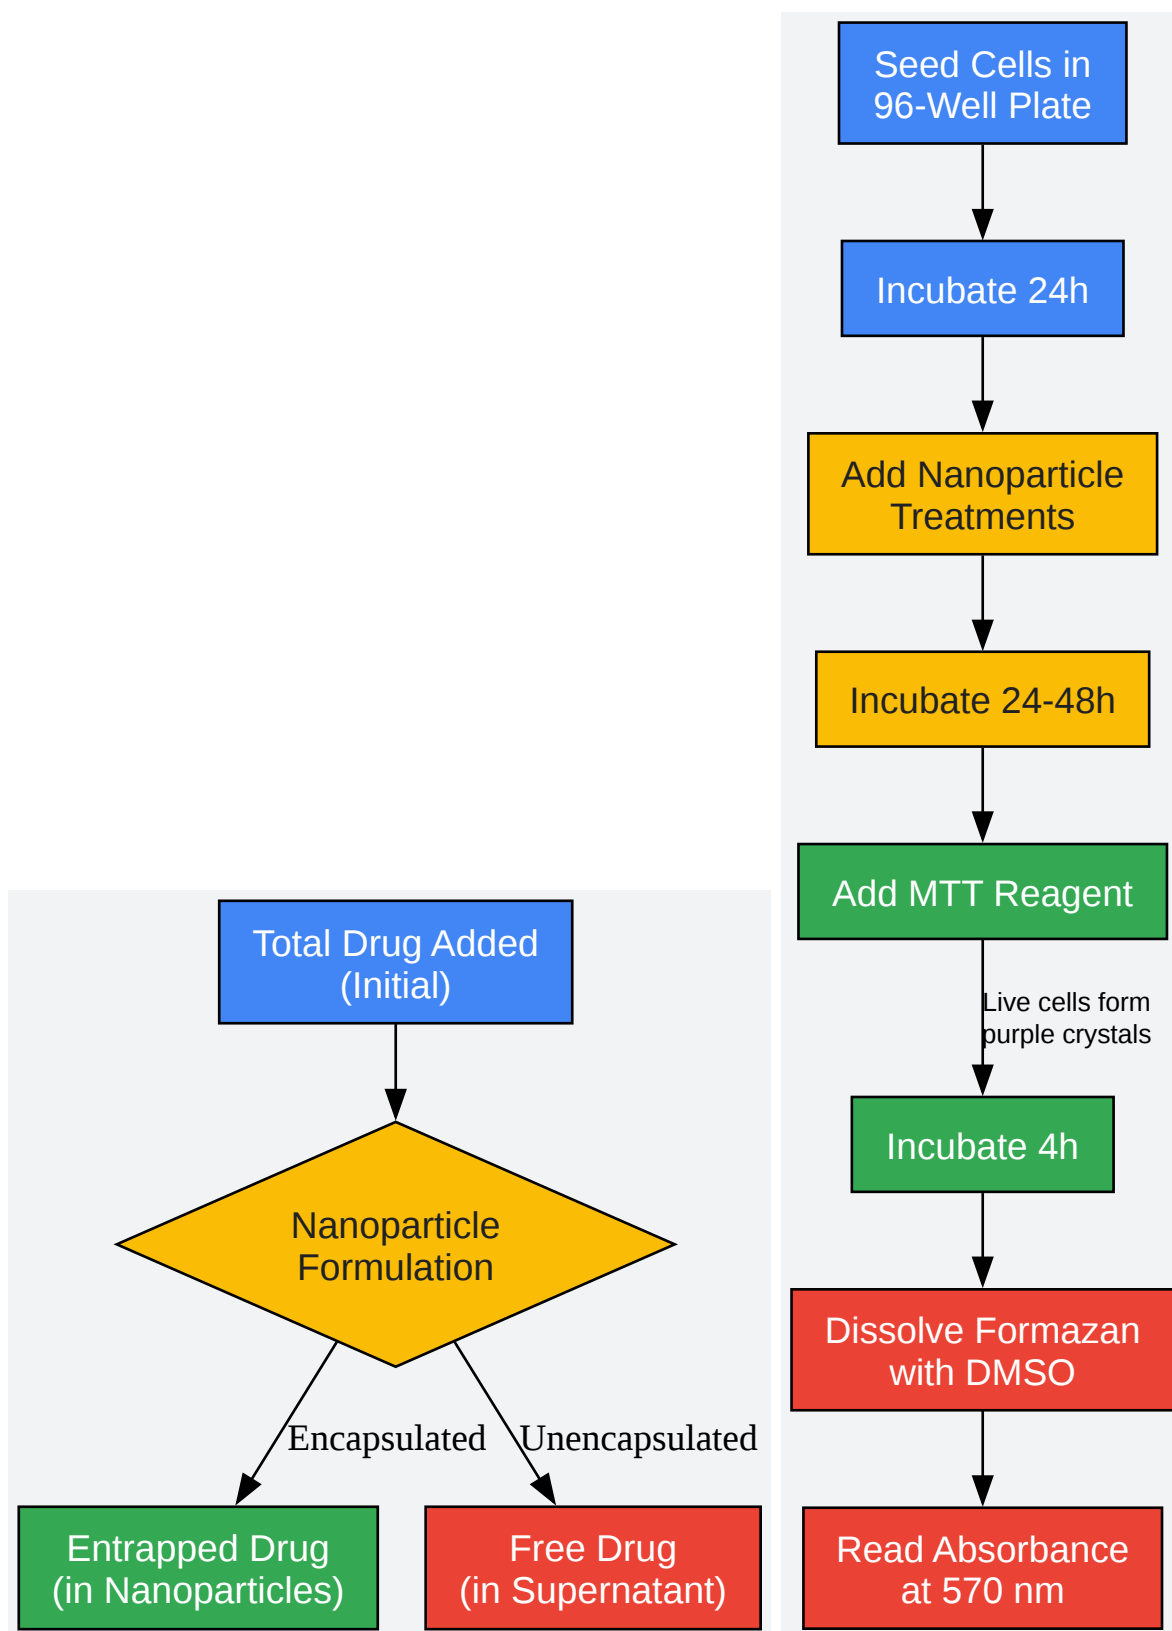 Total Drug Added
(Initial)
Nanoparticle
Formulation
Encapsulated
Unencapsulated
Entrapped Drug
(in Nanoparticles)
Free Drug
(in Supernatant)
Seed Cells in
96-Well Plate
Incubate 24h
Add Nanoparticle
Treatments
Incubate 24-48h
Add MTT Reagent
Live cells form
purple crystals
Incubate 4h
Dissolve Formazan
with DMSO
Read Absorbance
at 570 nm